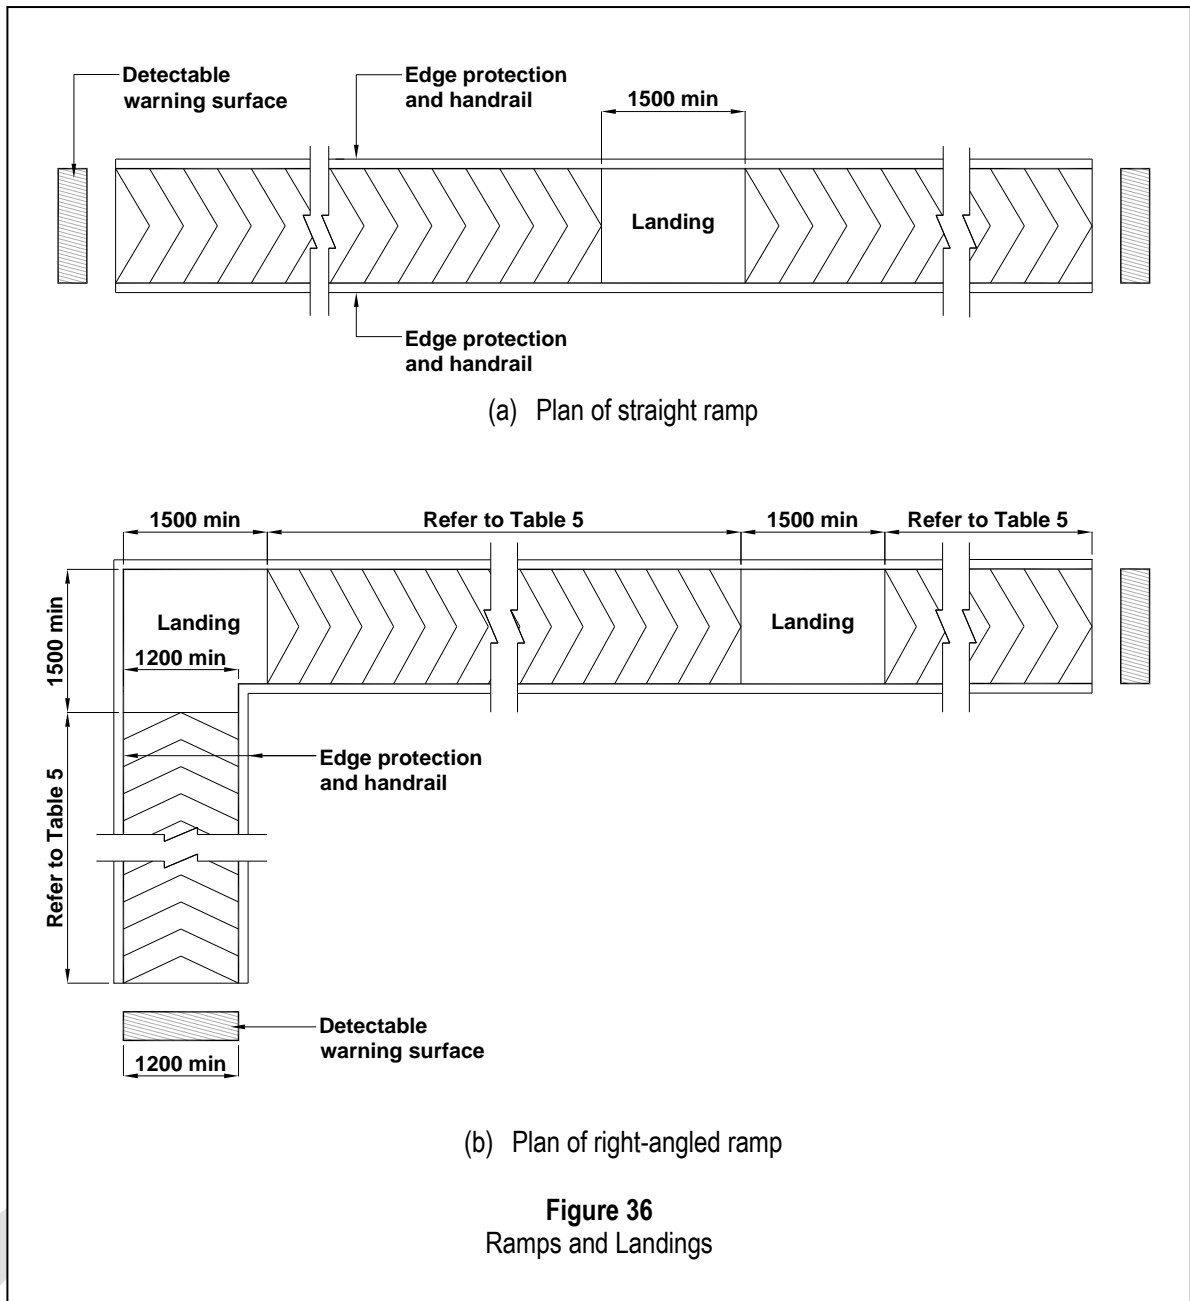 Detectable
warning surface
Edge protection
and handrail
1500 min
Landing
Edge protection
and handrail
(a) Plan of straight ramp
1500 min
Refer to Table 5
1500 min
Refer to Table 5
1500 min
Landing
Landing
1200 min
Refer to Table 5
Edge protection
and handrail
Detectable
warning surface
1200 min
(b) Plan of right-angled ramp
Figure 36
Ramps and Landings